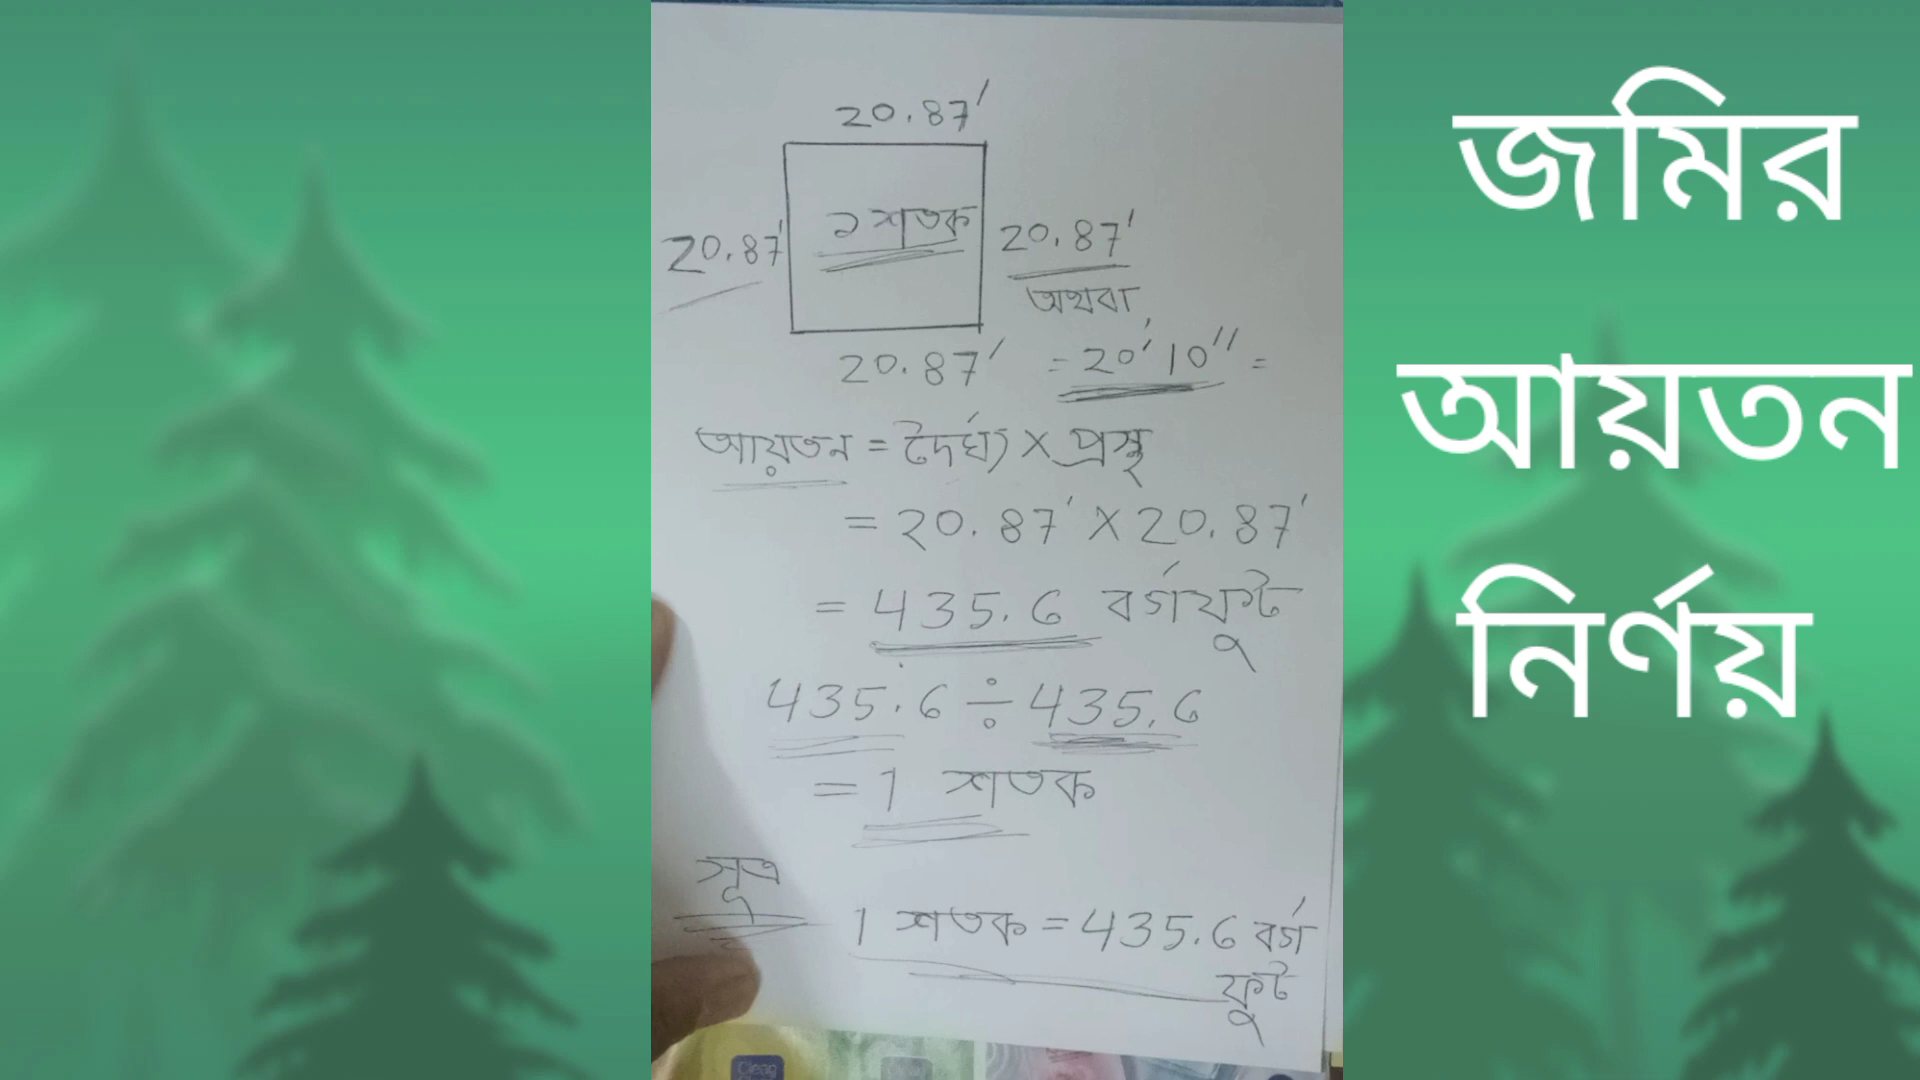 20.87'
১ শতক
20.87'
20.87'
অথবা,
20.87'
= 20' 10" =
আয়তন = দৈর্ঘ্য X প্রস্থ
= 20.87' X 20.87'
= 435.6 বর্গফুট
435.6 ÷ 435.6
= 1 শতক
সূত্র
1 শতক = 435.6 বর্গ
ফুট
জমির
আয়তন
নির্ণয়